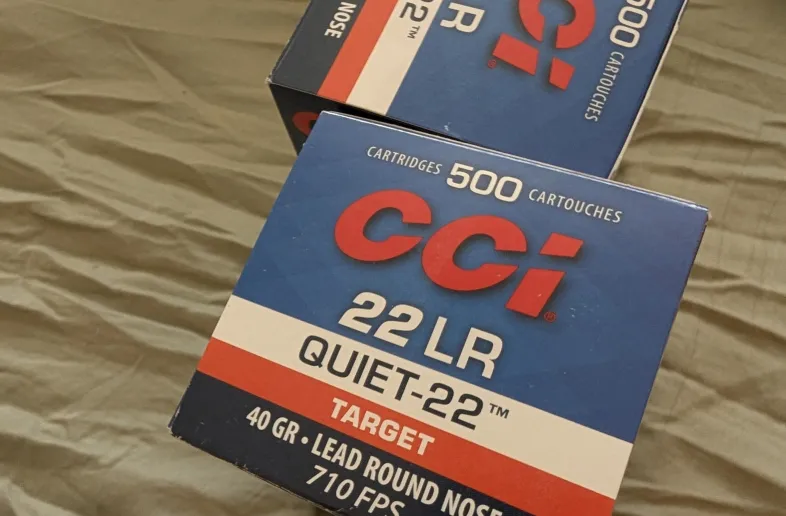 NOSE
22™
R
CCi®
500 CARTOUCHES
CARTRIDGES 500 CARTOUCHES
CCi®
22 LR
QUIET-22™
TARGET
40 GR • LEAD ROUND NOSE
710 FPS